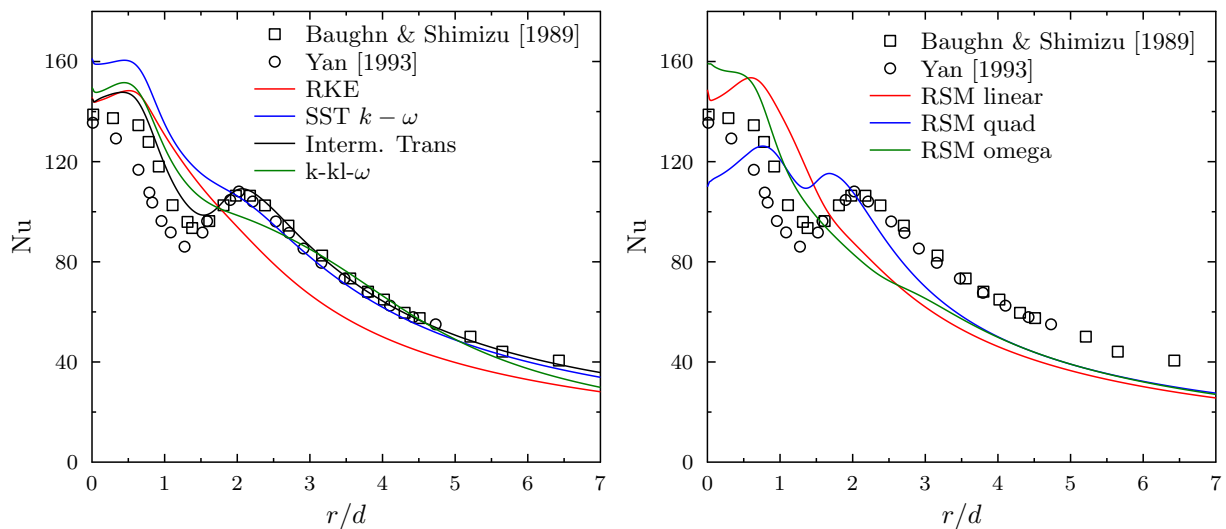 Nu
160
120
80
40
0
Baughn & Shimizu [1989]
Yan [1993]
RKE
SST k − ω
Interm. Trans
k-kl-ω
0 1 2 3 4 5 6 7
r/d
Nu
160
120
80
40
0
Baughn & Shimizu [1989]
Yan [1993]
RSM linear
RSM quad
RSM omega
0 1 2 3 4 5 6 7
r/d